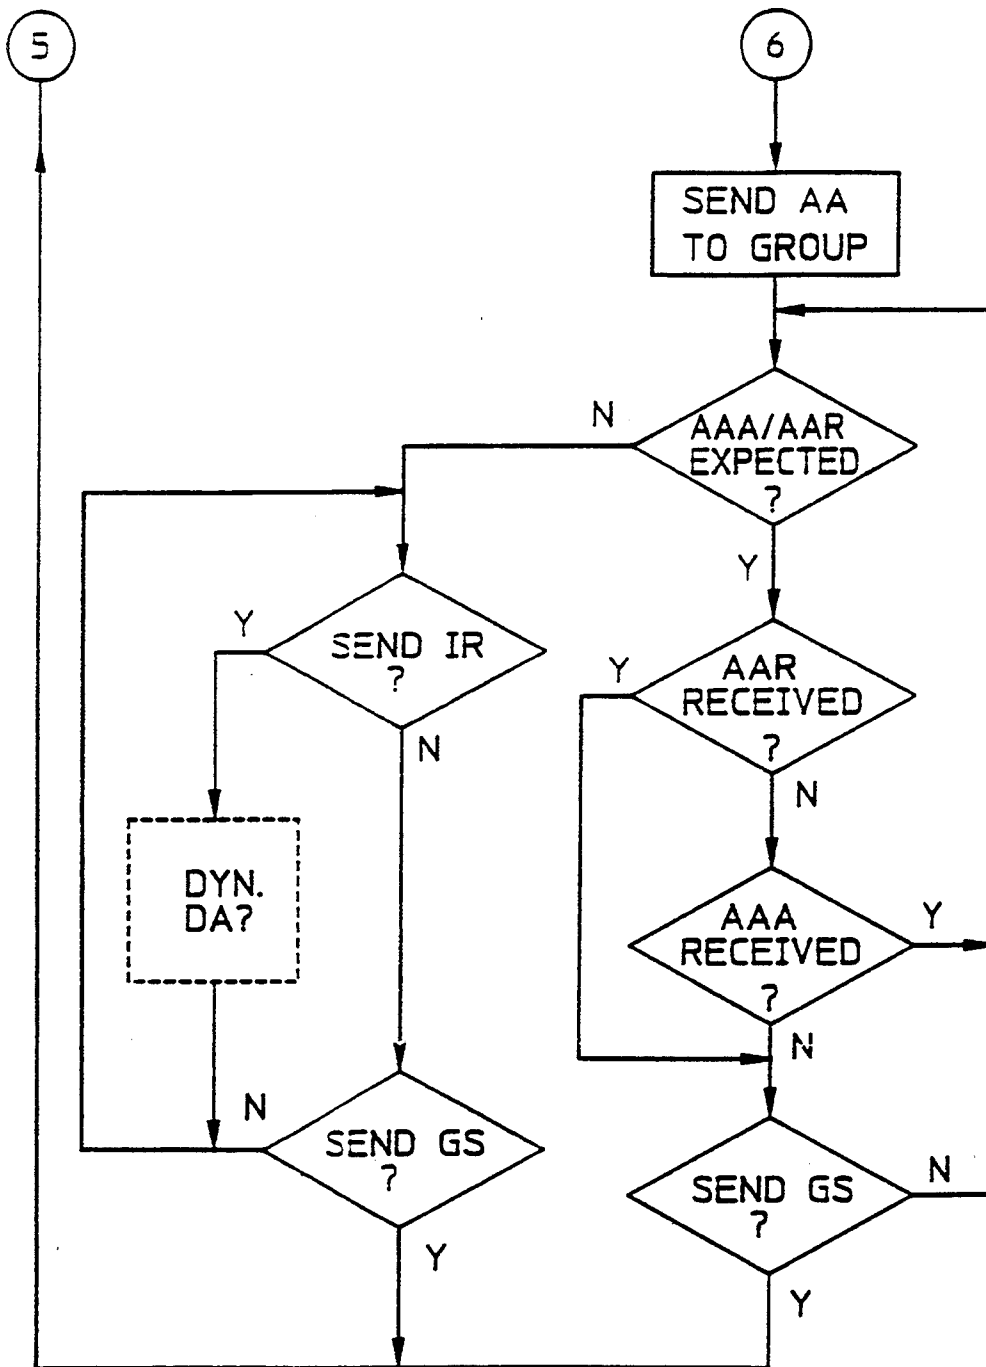 5
6
SEND AA
TO GROUP
N
AAA/AAR
EXPECTED
?
Y
Y
SEND IR
?
N
Y
AAR
RECEIVED
?
N
DYN.
DA?
AAA
RECEIVED
?
Y
N
N
SEND GS
?
Y
SEND GS
?
N
Y